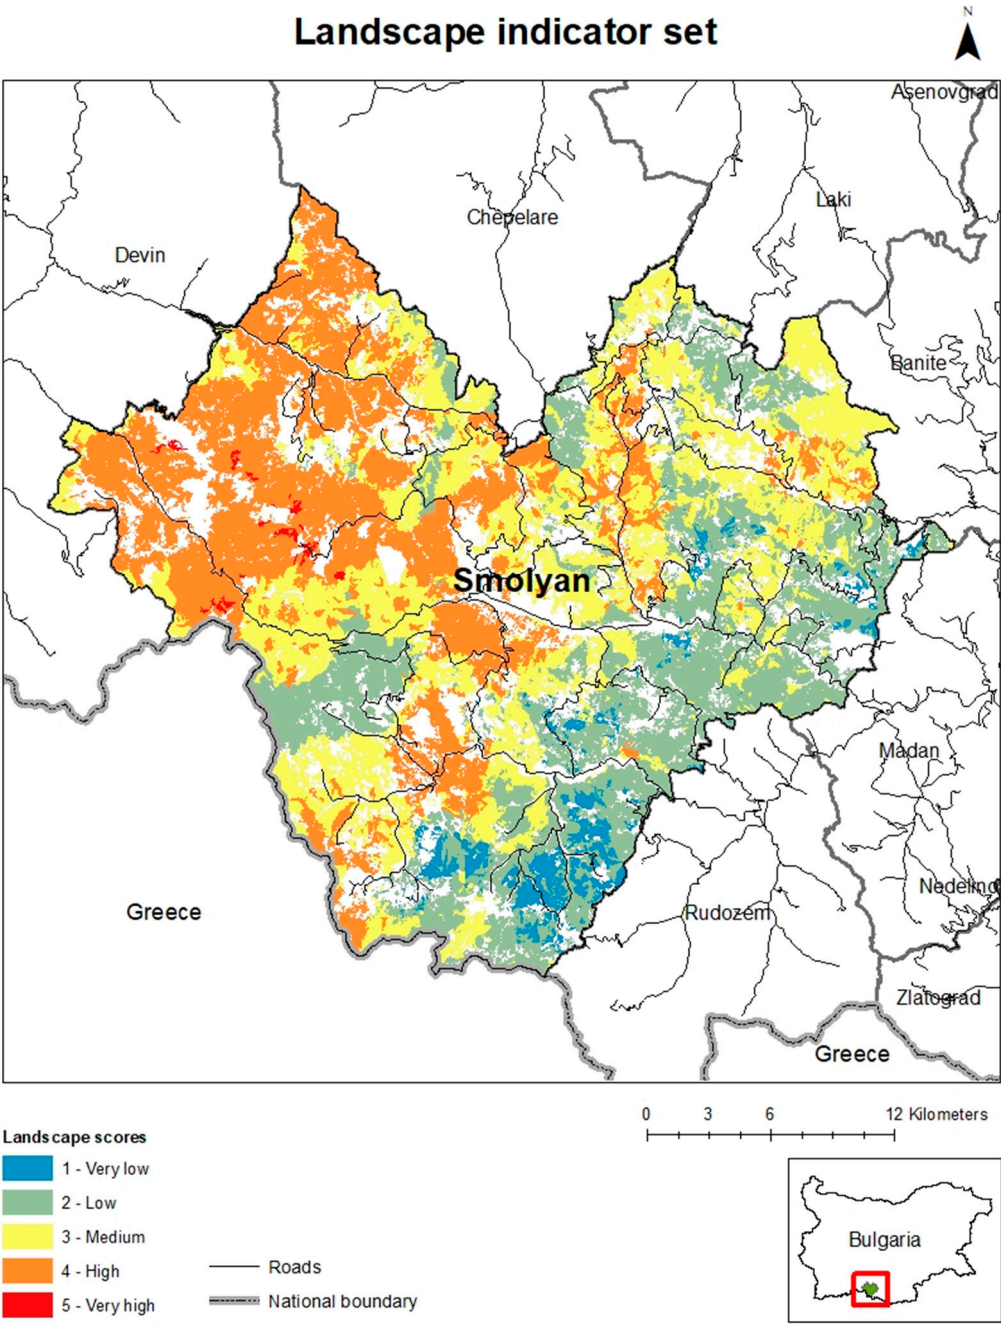 Landscape indicator set
N
Asenovgrad
Laki
Chepelare
Devin
Banite
Smolyan
Madan
Nedelino
Greece
Rudozem
Zlatograd
Greece
0 3 6 12 Kilometers
Landscape scores
1 - Very low
2 - Low
3 - Medium
4 - High
5 - Very high
Roads
National boundary
Bulgaria